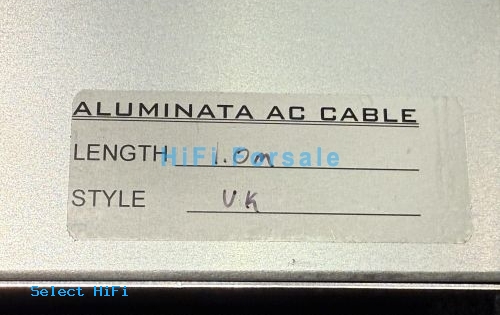 ALUMINATA AC CABLE
LENGTH 1.0m
HiFi Forsale
STYLE UK
Select HiFi